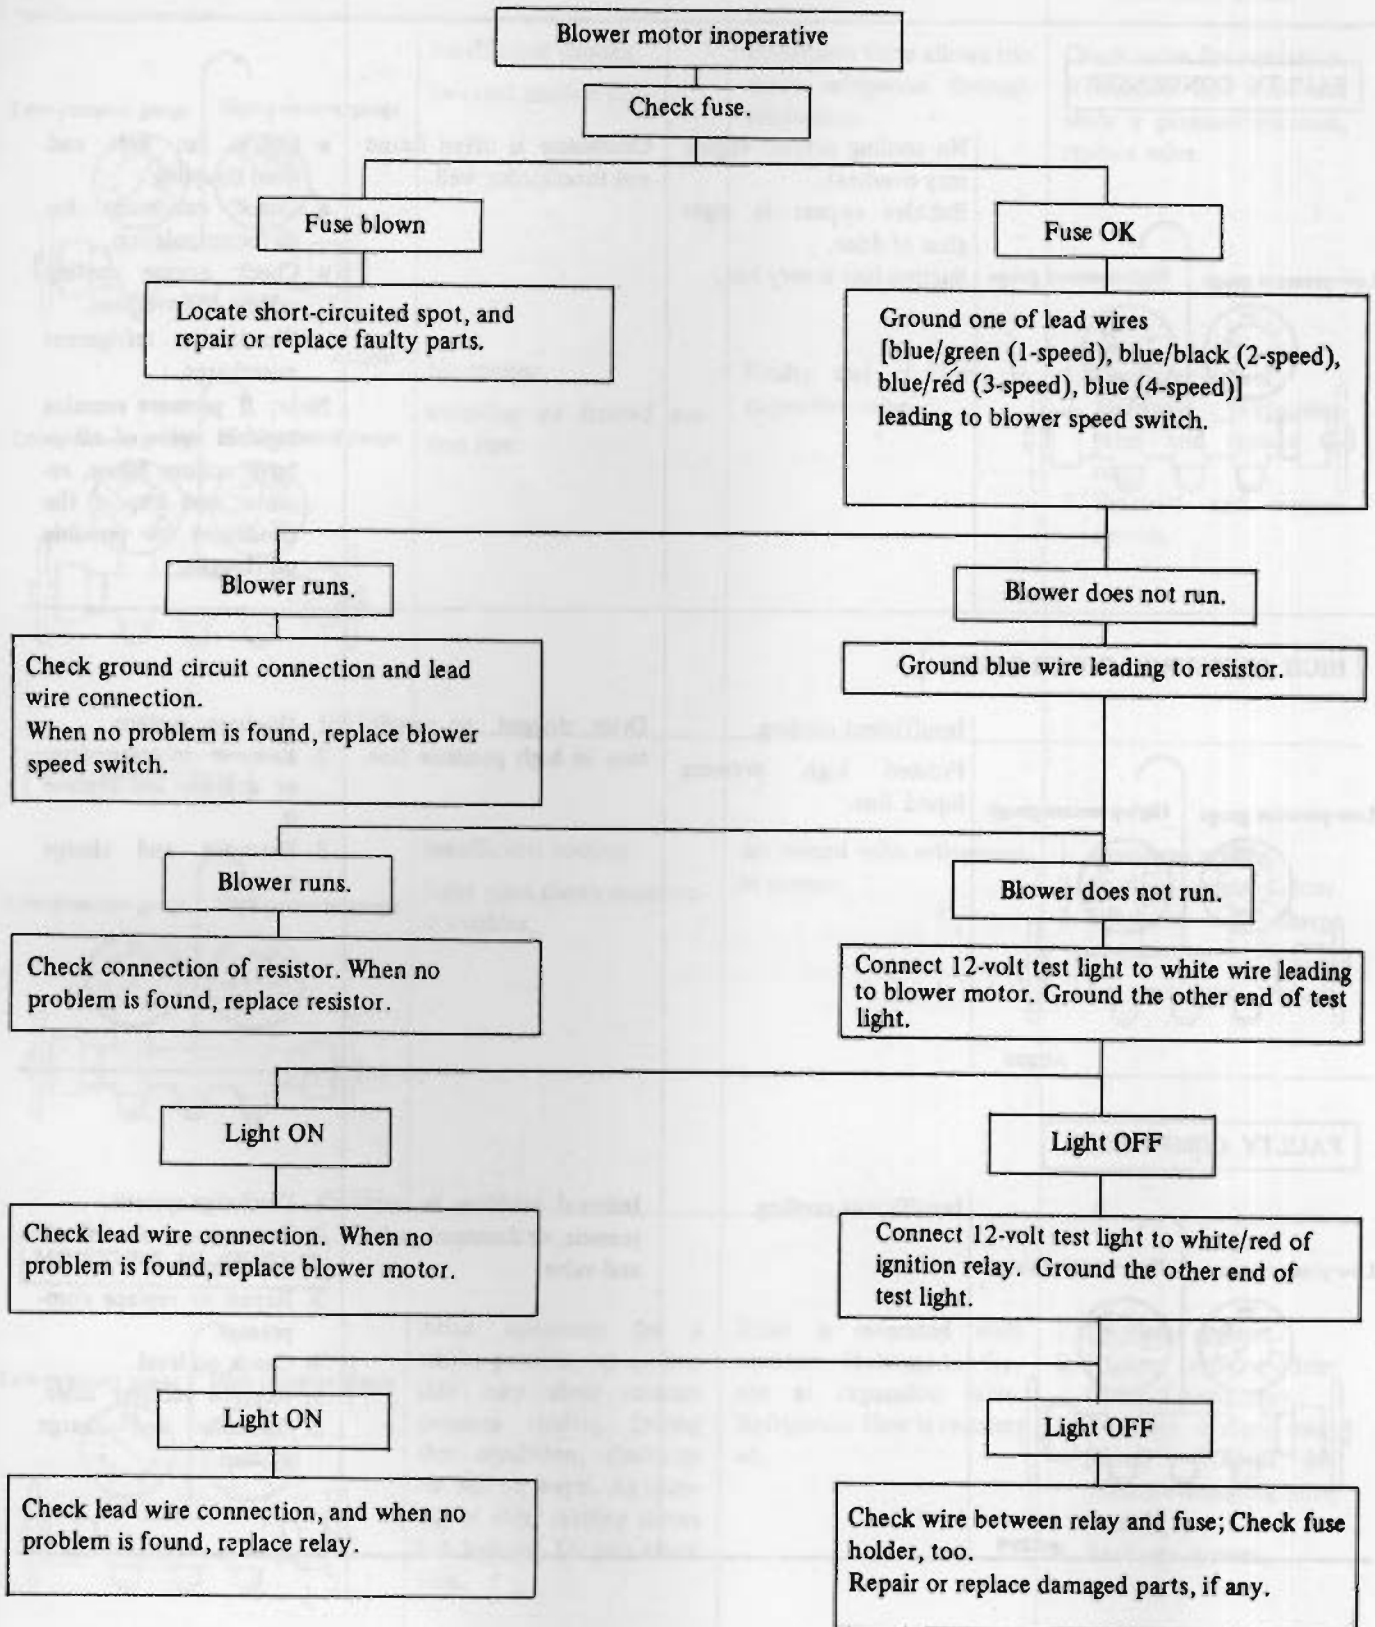 Blower motor inoperative
Check fuse.
Fuse blown
Fuse OK
Locate short-circuited spot, and
repair or replace faulty parts.
Ground one of lead wires
[blue/green (1-speed), blue/black (2-speed),
blue/red (3-speed), blue (4-speed)]
leading to blower speed switch.
Blower runs.
Blower does not run.
Check ground circuit connection and lead
wire connection.
When no problem is found, replace blower
speed switch.
Ground blue wire leading to resistor.
Blower runs.
Blower does not run.
Check connection of resistor. When no
problem is found, replace resistor.
Connect 12-volt test light to white wire leading
to blower motor. Ground the other end of test
light.
Light ON
Light OFF
Check lead wire connection. When no
problem is found, replace blower motor.
Connect 12-volt test light to white/red of
ignition relay. Ground the other end of
test light.
Light ON
Light OFF
Check lead wire connection, and when no
problem is found, replace relay.
Check wire between relay and fuse; Check fuse
holder, too.
Repair or replace damaged parts, if any.